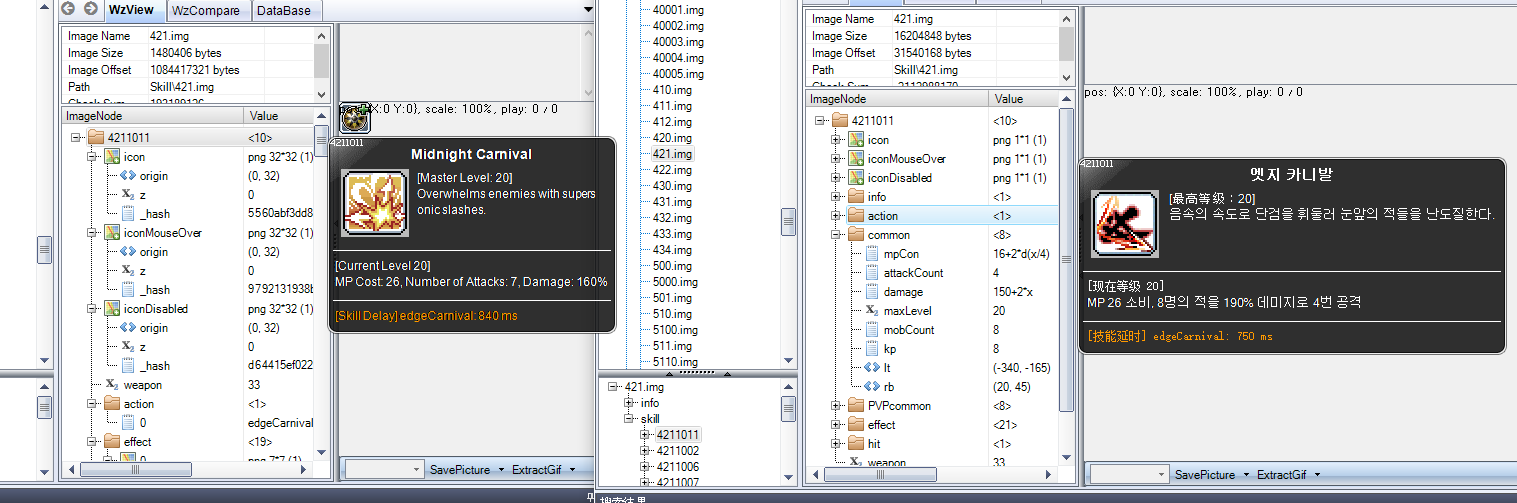 WzView
WzCompare
DataBase
Image Name 421.img
Image Size 1480406 bytes
Image Offset 1084417321 bytes
Path Skill\421.img
ImageNode Value
4211011 <10>
icon png 32*32 (1)
origin (0, 32)
z 0
_hash 5560abf3dd8
iconMouseOver png 32*32 (1)
origin (0, 32)
z 0
_hash 9792131938b
iconDisabled png 32*32 (1)
origin (0, 32)
z 0
_hash d64415ef022
weapon 33
action <1>
0 edgeCarnival
effect <19>
0 png 7*7 (1)
X:0 Y:0}, scale: 100%, play: 0 / 0
4211011
Midnight Carnival
[Master Level: 20]
Overwhelms enemies with supers
onic slashes.
[Current Level 20]
MP Cost: 26, Number of Attacks: 7, Damage: 160%
[Skill Delay] edgeCarnival: 840 ms
SavePicture
ExtractGif
40001.img
40002.img
40003.img
40004.img
40005.img
410.img
411.img
412.img
420.img
421.img
422.img
430.img
431.img
432.img
433.img
434.img
500.img
5000.img
501.img
510.img
5100.img
511.img
5110.img
421.img
info
skill
4211011
4211002
4211006
4211007
搜索结果
Image Name 421.img
Image Size 16204848 bytes
Image Offset 31540168 bytes
Path Skill\421.img
ImageNode Value
4211011 <10>
icon png 1*1 (1)
iconMouseOver png 1*1 (1)
iconDisabled png 1*1 (1)
info <1>
action <1>
common <8>
mpCon 16+2*d(x/4)
attackCount 4
damage 150+2*x
maxLevel 20
mobCount 8
kp 8
lt (-340, -165)
rb (20, 45)
PVPcommon <8>
effect <21>
hit <1>
weapon 33
pos: {X:0 Y:0}, scale: 100%, play: 0 / 0
4211011
엣지 카니발
[最高等级：20]
음속의 속도로 단검을 휘둘러 눈앞의 적들을 난도질한다.
[现在等级 20]
MP 26 소비, 8명의 적을 190% 데미지로 4번 공격
[技能延时] edgeCarnival: 750 ms
SavePicture
ExtractGif